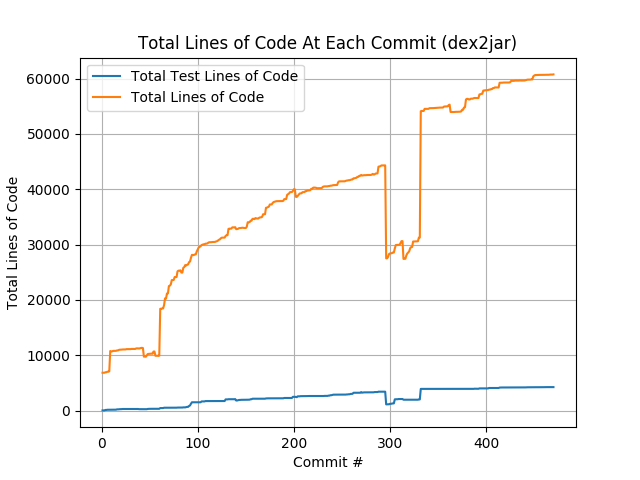 Total Lines of Code At Each Commit (dex2jar)
Total Test Lines of Code
Total Lines of Code
60000
50000
40000
30000
20000
10000
0
Total Lines of Code
0 100 200 300 400
Commit #